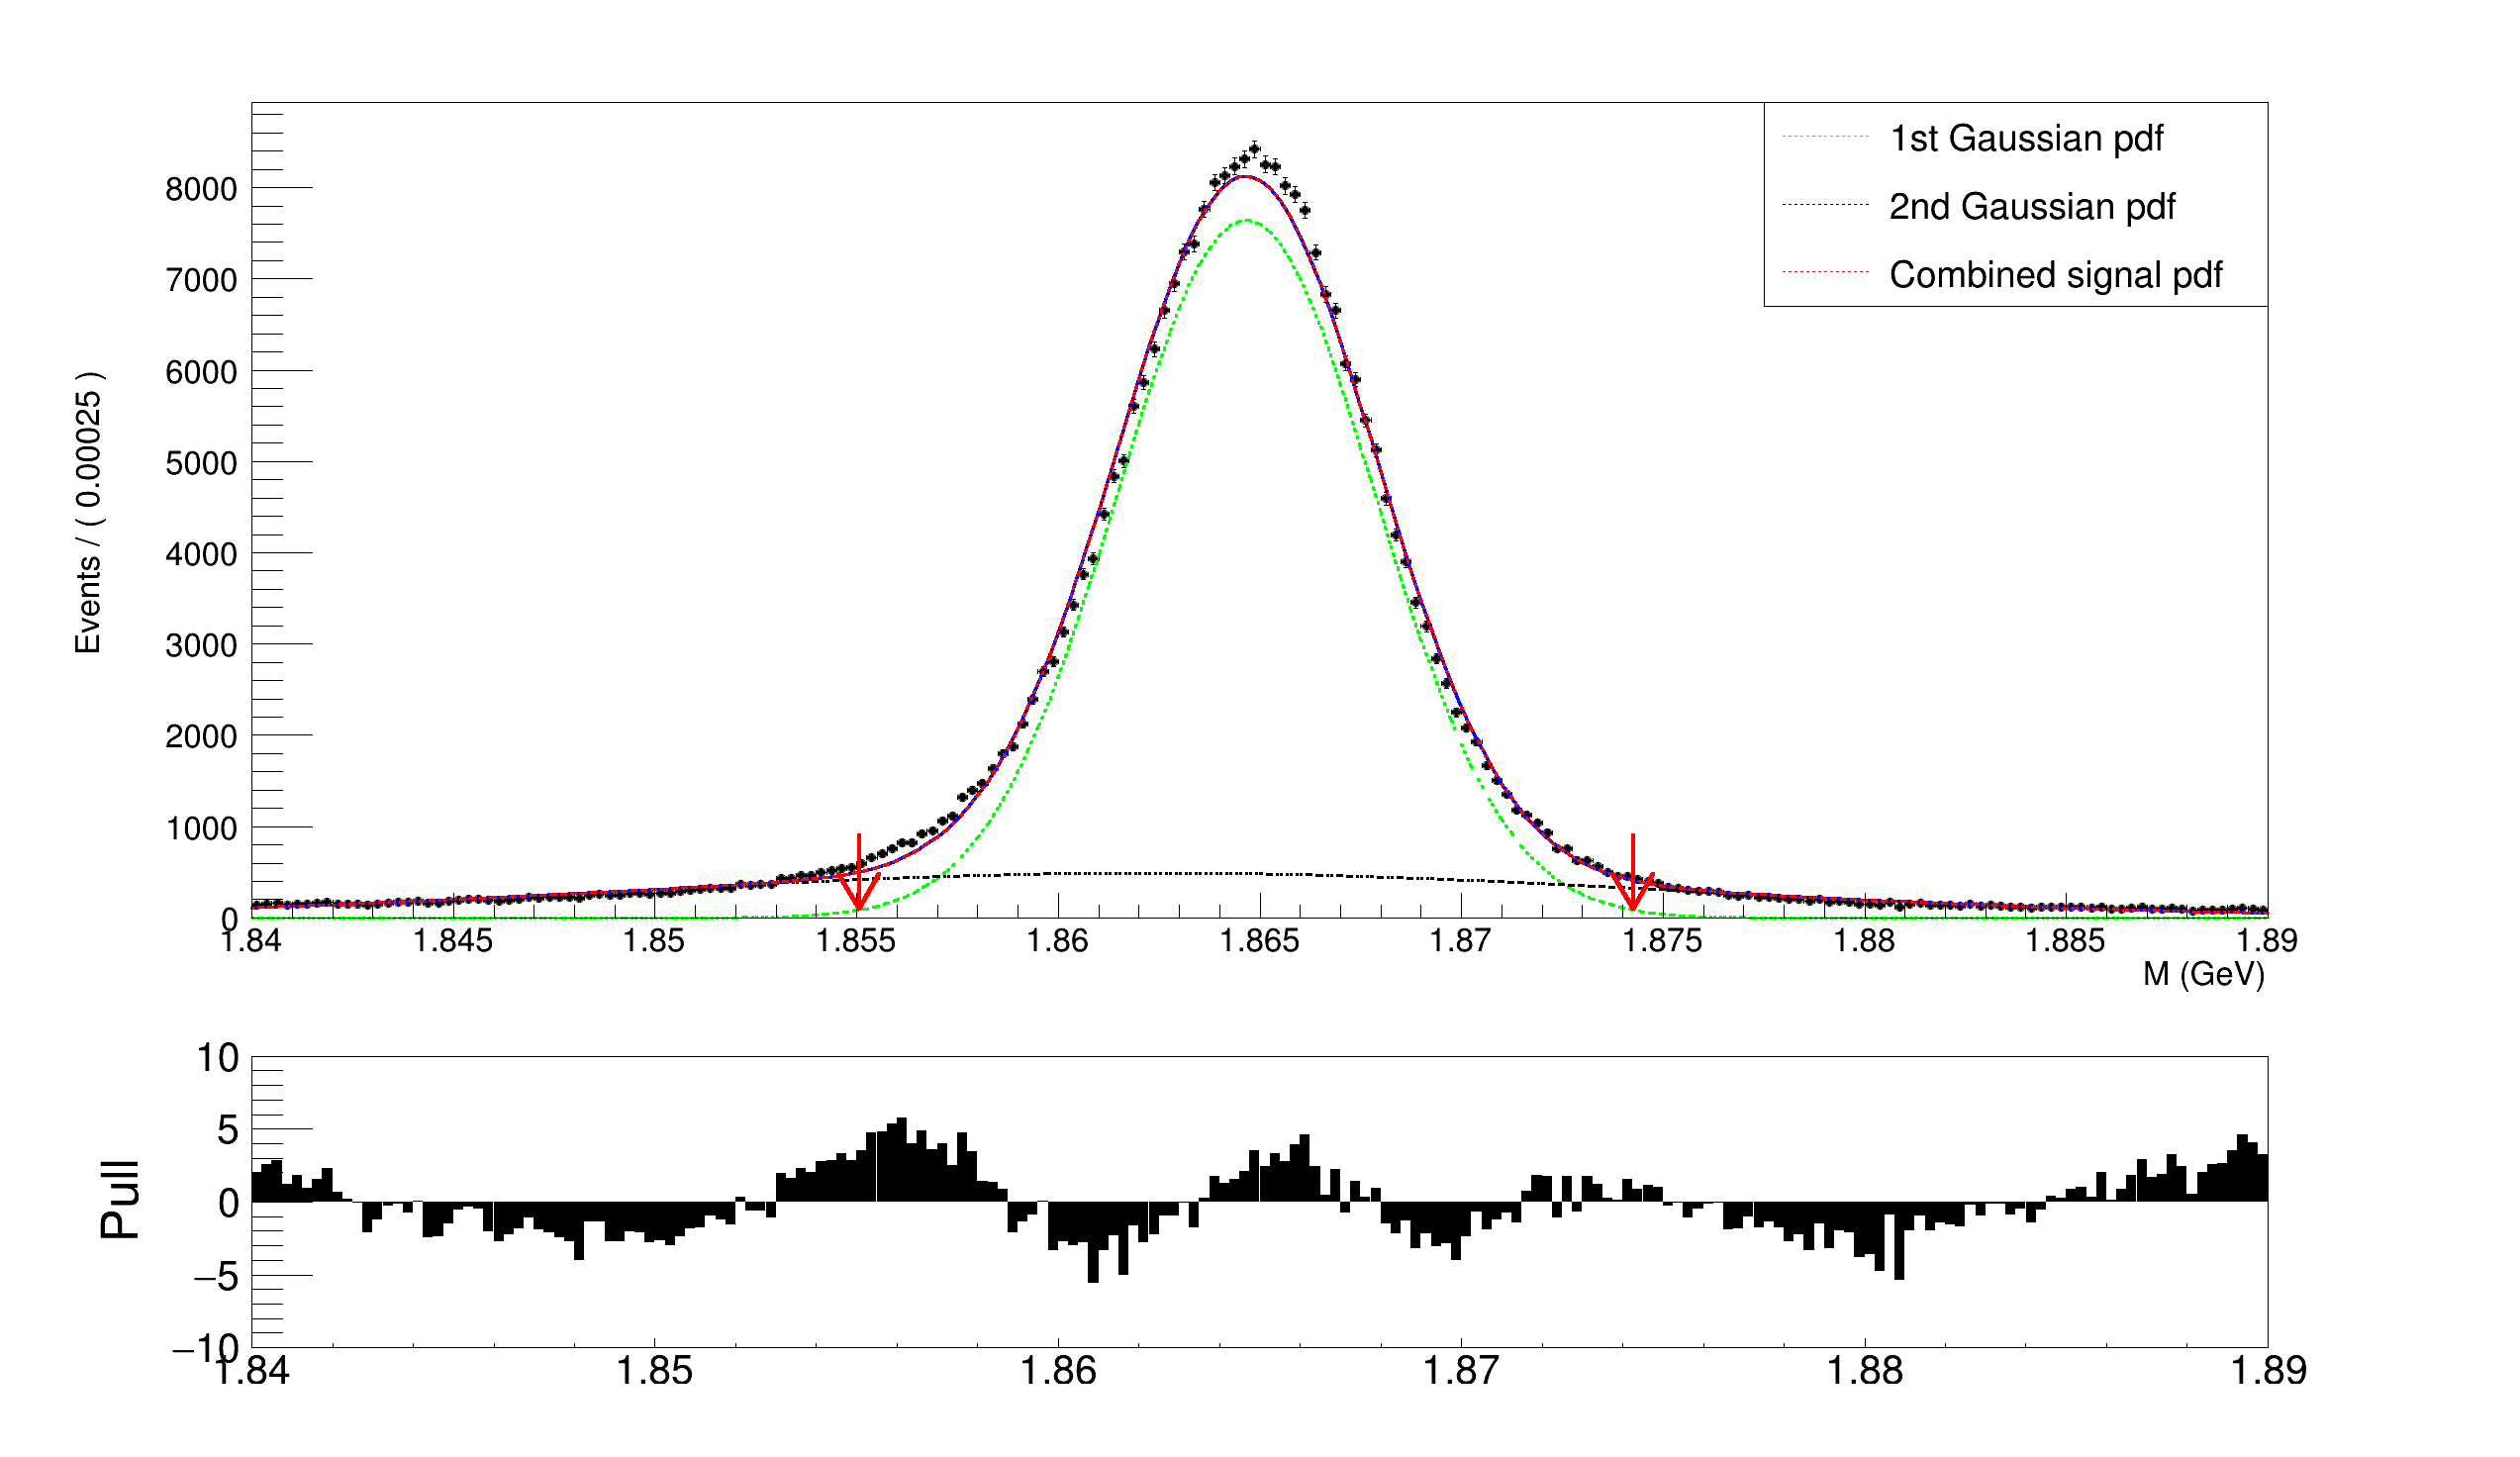 1st Gaussian pdf
2nd Gaussian pdf
Combined signal pdf
Events / ( 0.00025 )
8000
7000
6000
5000
4000
3000
2000
1000
0
1.84 1.845 1.85 1.855 1.86 1.865 1.87 1.875 1.88 1.885 1.89
M (GeV)
Pull
10
5
0
−5
−10
1.84 1.85 1.86 1.87 1.88 1.89